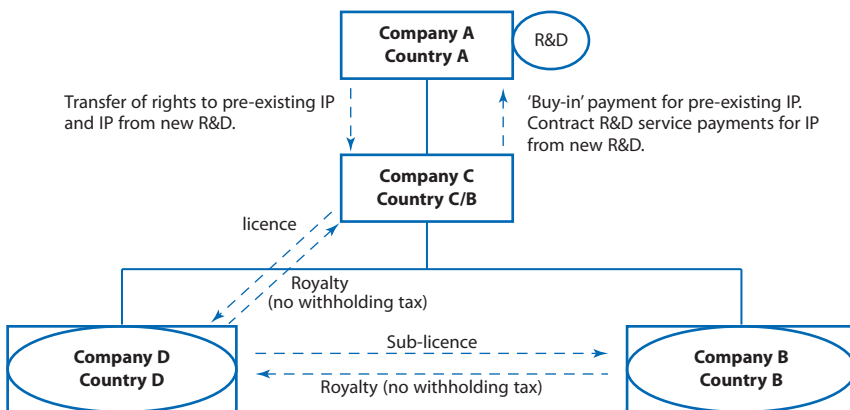 Company A
Country A
R&D
Transfer of rights to pre-existing IP
and IP from new R&D.
‘Buy-in’ payment for pre-existing IP.
Contract R&D service payments for IP
from new R&D.
Company C
Country C/B
licence
Royalty
(no withholding tax)
Company D
Country D
Sub-licence
Royalty (no withholding tax)
Company B
Country B